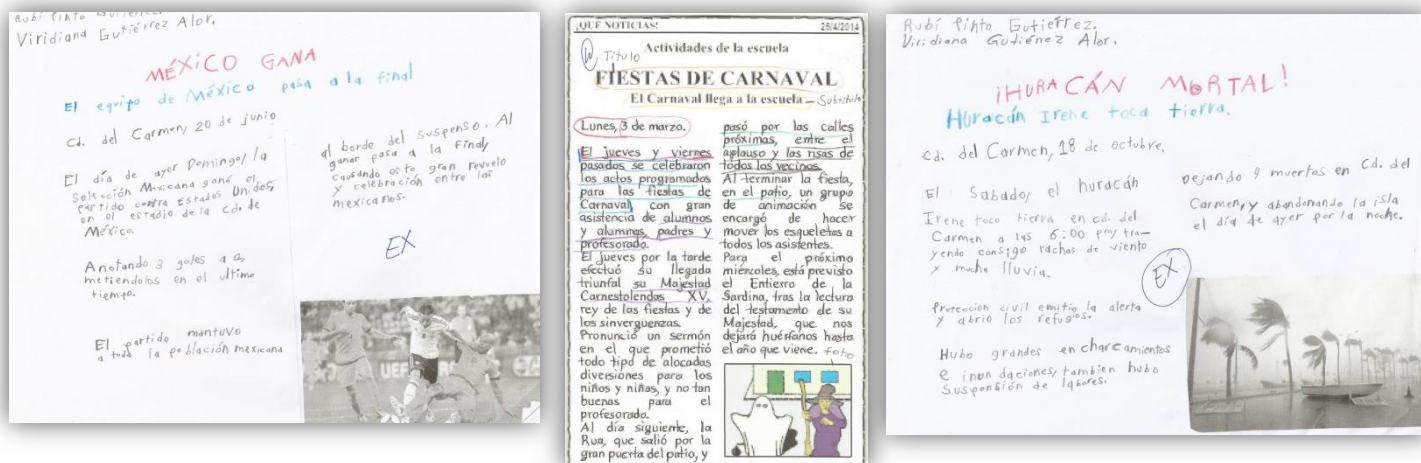 Rubí Pinto Gutiérrez.
Viridiana Gutiérrez Alor.
MÉXICO GANA
El equipo de México pasa a la final
Cd. del Carmen, 20 de junio
El día de ayer Domingo, la
Selección Mexicana ganó el
partido contra Estados Unidos,
en el estadio de la Cd. de
México.
Anotando 3 goles a 2,
metiendolos en el ultimo
tiempo.
El partido mantuvo
a toda la población mexicana
al borde del suspenso. Al
ganar pasa a la final,
causando esto gran revuelo
y celebración entre los
mexicanos.
EX
UEF
¡QUE NOTICIAS!
25/4/2014
Actividades de la escuela
Título
FIESTAS DE CARNAVAL
El Carnaval llega a la escuela – Subtítulo
Lunes, 3 de marzo.
El jueves y viernes
pasados se celebraron
los actos programados
para las fiestas de
Carnaval, con gran
asistencia de alumnos
y alumnas, padres y
profesorado.
El jueves por la tarde
efectuó su llegada
triunfal su Majestad
Carnestolendas XV,
rey de las fiestas y de
los sinvergüenzas.
Pronunció un sermón
en el que prometió
todo tipo de alocadas
diversiones para los
niños y niñas, y no tan
buenas para el
profesorado.
Al día siguiente, la
Rua, que salió por la
gran puerta del patio, y
pasó por las calles
próximas, entre el
aplauso y las risas de
todos los vecinos.
Al terminar la fiesta,
en el patio, un grupo
de animación se
encargó de hacer
mover los esqueletos a
todos los asistentes.
Para el próximo
miércoles, está previsto
el Entierro de la
Sardina, tras la lectura
del testamento de su
Majestad, que nos
dejará huérfanos hasta
el año que viene. foto
Rubí Pinto Gutiérrez.
Viridiana Gutiérrez Alor.
¡HURACÁN MORTAL!
Huracán Irene toca tierra.
Cd. del Carmen, 18 de octubre.
El Sabado, el huracán
Irene toco tierra en cd. del
Carmen a las 6:00 pm, tra-
yendo consigo rachas de viento
y mucha lluvia.
Protección civil emitió la alerta
y abrio los refugios.
Hubo grandes encharcamientos
e inundaciones, tambien hubo
suspensión de labores.
Dejando 9 muertos en Cd. del
Carmen, y abandonando la isla
el día de ayer por la noche.
EX